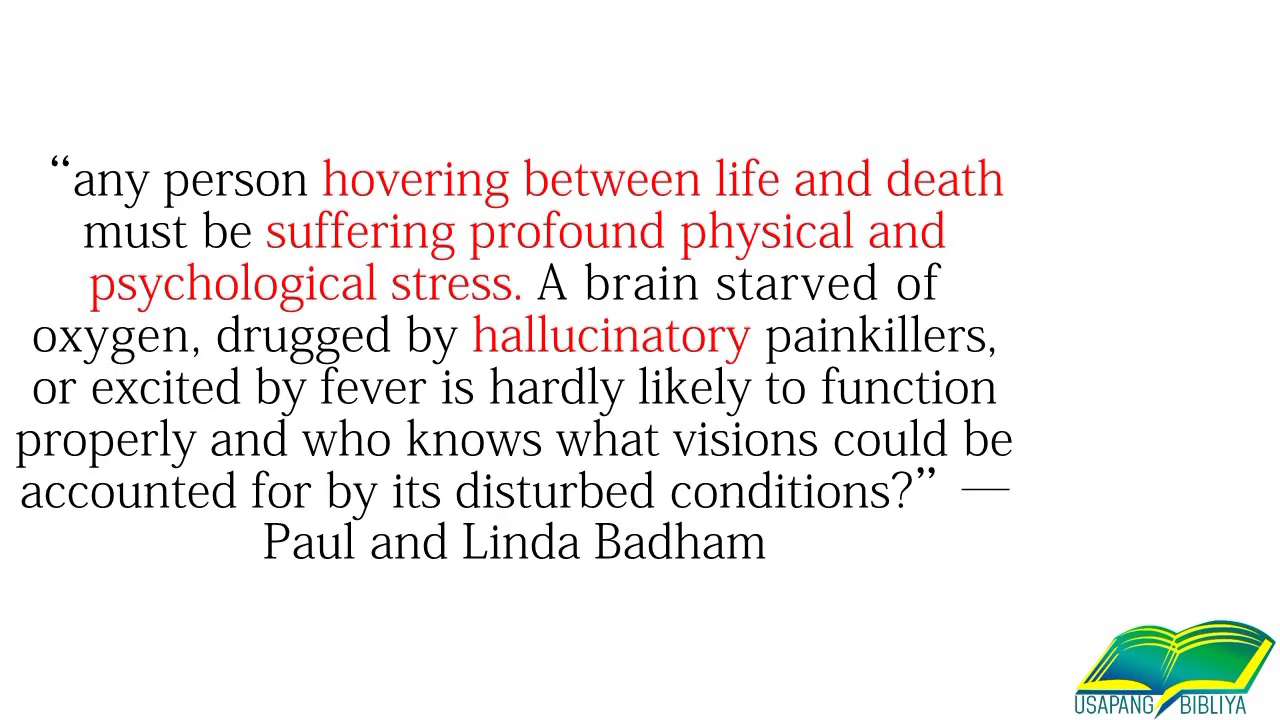 “any person hovering between life and death
must be suffering profound physical and
psychological stress. A brain starved of
oxygen, drugged by hallucinatory painkillers,
or excited by fever is hardly likely to function
properly and who knows what visions could be
accounted for by its disturbed conditions?” —
Paul and Linda Badham
USAPANG BIBLIYA